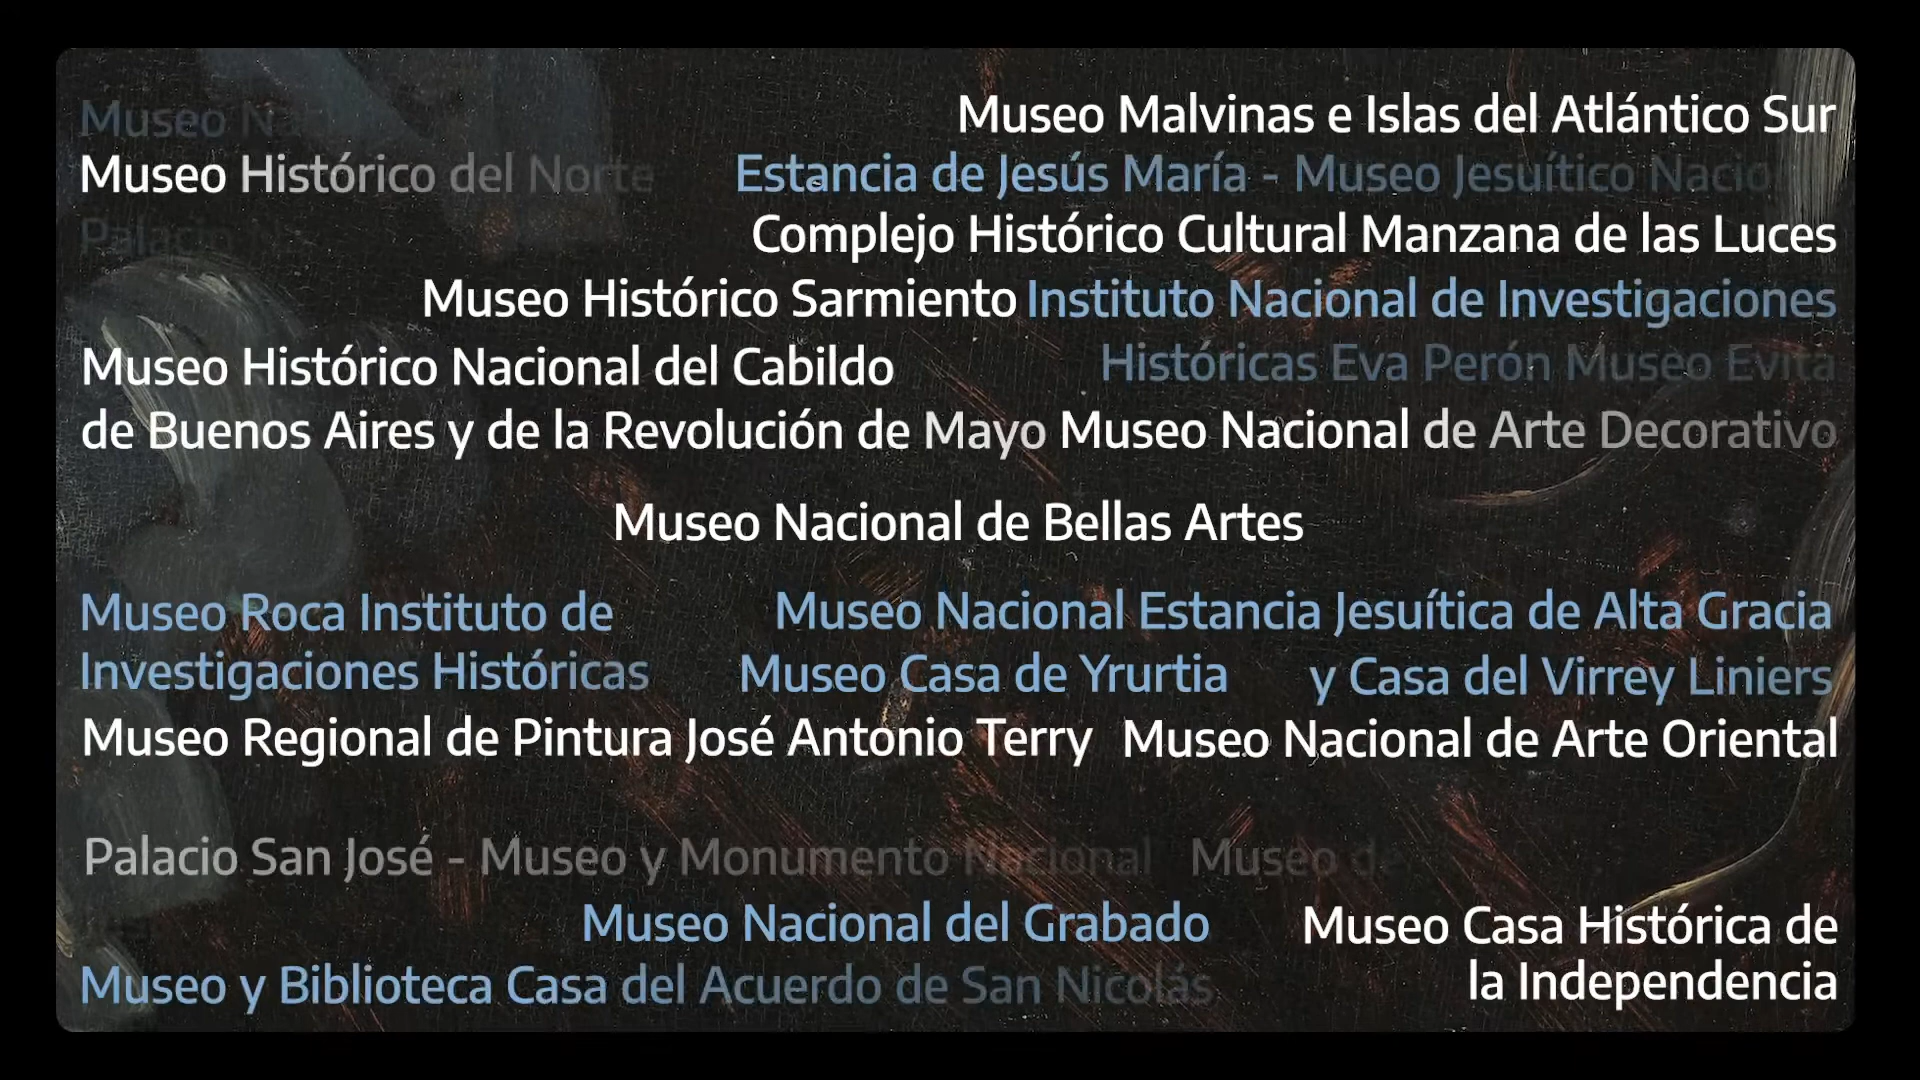 Museo
Museo Malvinas e Islas del Atlántico Sur
Museo Histórico del Norte
Estancia de Jesús María - Museo Jesuítico
Palacio
Complejo Histórico Cultural Manzana de las Luces
Museo Histórico Sarmiento
Instituto Nacional de Investigaciones
Históricas Eva Perón Museo Evita
Museo Histórico Nacional del Cabildo
de Buenos Aires y de la Revolución de Mayo
Museo Nacional de Arte Decorativo
Museo Nacional de Bellas Artes
Museo Roca Instituto de
Investigaciones Históricas
Museo Nacional Estancia Jesuítica de Alta Gracia
y Casa del Virrey Liniers
Museo Casa de Yrurtia
Museo Regional de Pintura José Antonio Terry
Museo Nacional de Arte Oriental
Palacio San José - Museo y Monumento Nacional
Museo de
Museo Nacional del Grabado
Museo Casa Histórica de
la Independencia
Museo y Biblioteca Casa del Acuerdo de San Nicolás